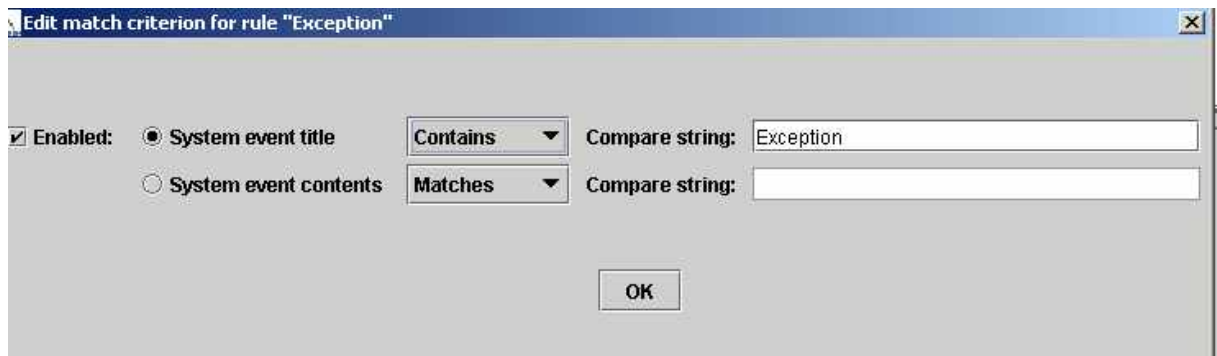 Edit match criterion for rule "Exception"
Enabled: System event title Contains Compare string: Exception
System event contents Matches Compare string:
OK